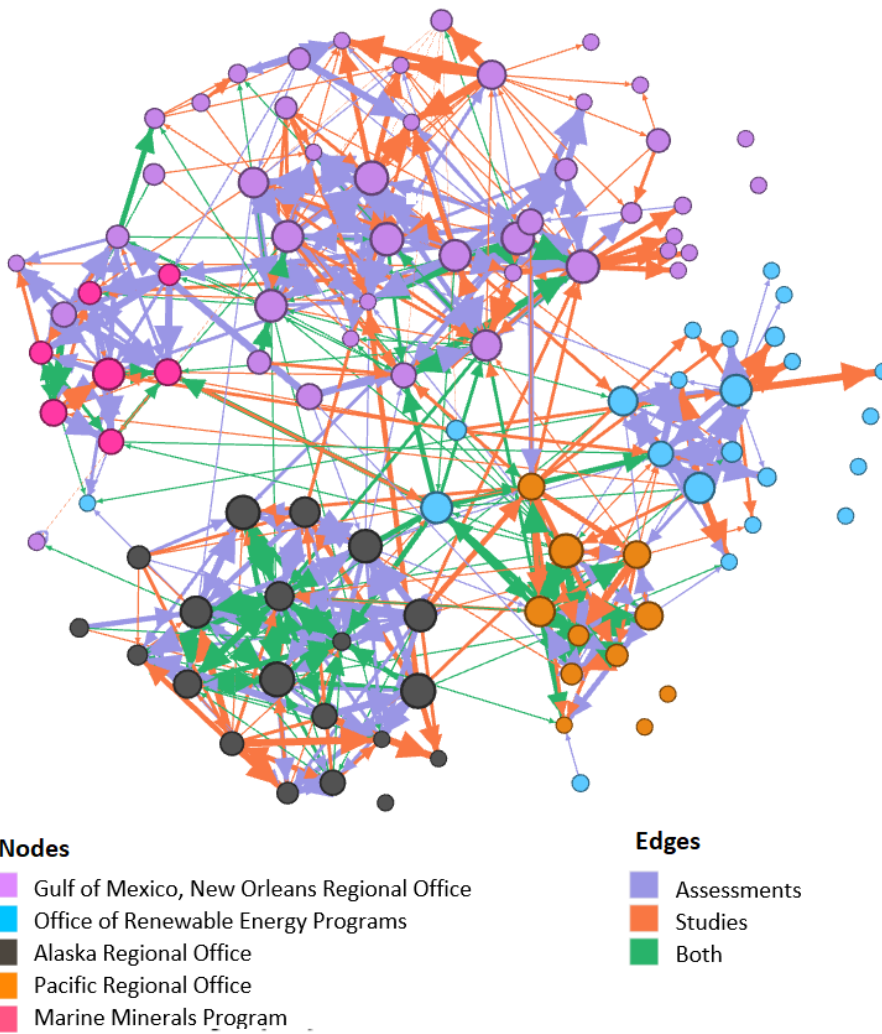 Nodes
Gulf of Mexico, New Orleans Regional Office
Office of Renewable Energy Programs
Alaska Regional Office
Pacific Regional Office
Marine Minerals Program
Edges
Assessments
Studies
Both